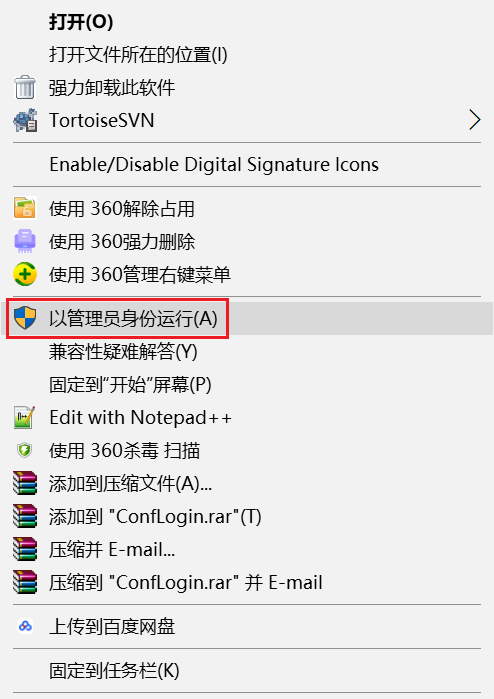 打开(O)
打开文件所在的位置(I)
强力卸载此软件
TortoiseSVN
Enable/Disable Digital Signature Icons
使用 360解除占用
使用 360强力删除
使用 360管理右键菜单
以管理员身份运行(A)
兼容性疑难解答(Y)
固定到“开始”屏幕(P)
Edit with Notepad++
使用 360杀毒 扫描
添加到压缩文件(A)...
添加到 "ConfLogin.rar"(T)
压缩并 E-mail...
压缩到 "ConfLogin.rar" 并 E-mail
上传到百度网盘
固定到任务栏(K)